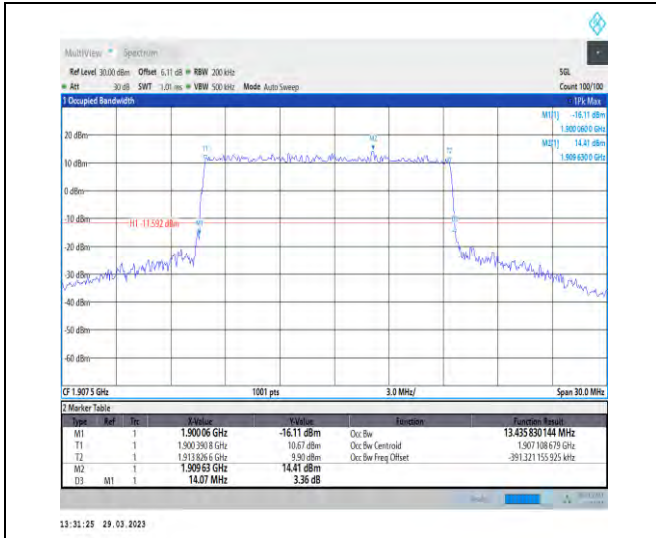 MultiView Spectrum
Ref Level 30.00 dBm Offset 6.11 dB RBW 200 kHz SGL
Att 30 dB SWT 1.01 ms VBW 500 kHz Mode Auto Sweep Count 100/100
1 Occupied Bandwidth 1Pk Max
M1[1] -16.11 dBm
1.900 060 0 GHz
M2[1] 14.41 dBm
1.909 630 0 GHz
20 dBm
M2
T1
T2
10 dBm
0 dBm
-10 dBm
H1 -11.592 dBm
-20 dBm
-30 dBm
-40 dBm
-50 dBm
-60 dBm
CF 1.907 5 GHz 1001 pts 3.0 MHz/ Span 30.0 MHz
2 Marker Table
Type Ref Trc X-Value Y-Value Function Function Result
M1 1 1.900 06 GHz -16.11 dBm Occ Bw 13.435 830 144 MHz
T1 1 1.900 390 8 GHz 10.67 dBm Occ Bw Centroid 1.907 108 679 GHz
T2 1 1.913 826 6 GHz 9.90 dBm Occ Bw Freq Offset -391.321 155 925 kHz
M2 1 1.909 63 GHz 14.41 dBm
D3 M1 1 14.07 MHz 3.36 dB
13:31:25 29.03.2023